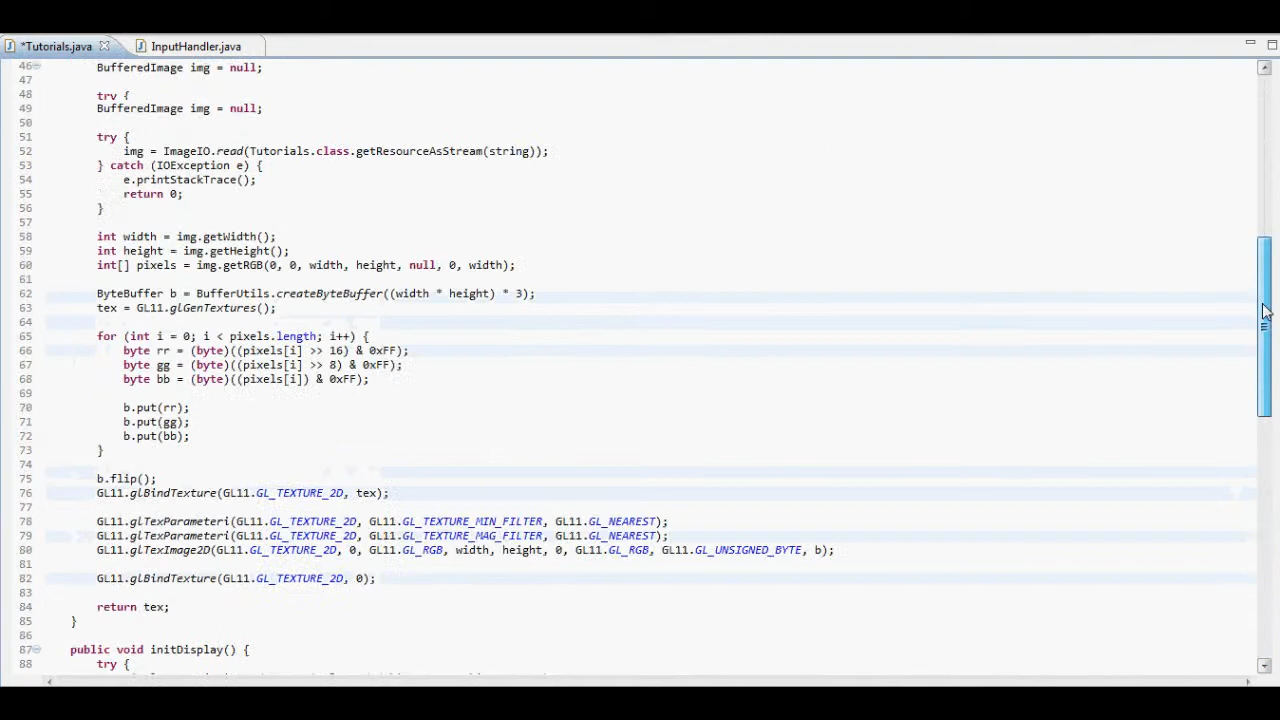 *Tutorials.java InputHandler.java
46 BufferedImage img = null;
47
48 try {
49 BufferedImage img = null;
50
51 try {
52 img = ImageIO.read(Tutorials.class.getResourceAsStream(string));
53 } catch (IOException e) {
54 e.printStackTrace();
55 return 0;
56 }
57
58 int width = img.getWidth();
59 int height = img.getHeight();
60 int[] pixels = img.getRGB(0, 0, width, height, null, 0, width);
61
62 ByteBuffer b = BufferUtils.createByteBuffer((width * height) * 3);
63 tex = GL11.glGenTextures();
64
65 for (int i = 0; i < pixels.length; i++) {
66 byte rr = (byte)((pixels[i] >> 16) & 0xFF);
67 byte gg = (byte)((pixels[i] >> 8) & 0xFF);
68 byte bb = (byte)((pixels[i]) & 0xFF);
69
70 b.put(rr);
71 b.put(gg);
72 b.put(bb);
73 }
74
75 b.flip();
76 GL11.glBindTexture(GL11.GL_TEXTURE_2D, tex);
77
78 GL11.glTexParameteri(GL11.GL_TEXTURE_2D, GL11.GL_TEXTURE_MIN_FILTER, GL11.GL_NEAREST);
79 GL11.glTexParameteri(GL11.GL_TEXTURE_2D, GL11.GL_TEXTURE_MAG_FILTER, GL11.GL_NEAREST);
80 GL11.glTexImage2D(GL11.GL_TEXTURE_2D, 0, GL11.GL_RGB, width, height, 0, GL11.GL_RGB, GL11.GL_UNSIGNED_BYTE, b);
81
82 GL11.glBindTexture(GL11.GL_TEXTURE_2D, 0);
83
84 return tex;
85 }
86
87 public void initDisplay() {
88 try {